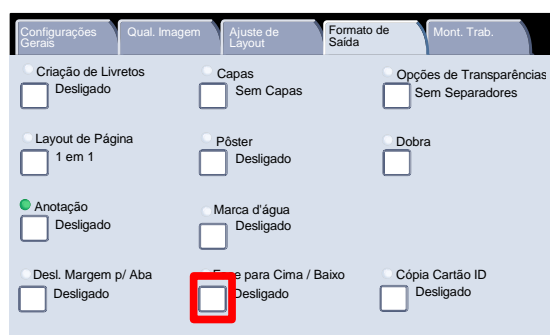 Configurações Gerais
Qual. Imagem
Ajuste de Layout
Formato de Saída
Mont. Trab.
Criação de Livretos
Desligado
Capas
Sem Capas
Opções de Transparências
Sem Separadores
Layout de Página
1 em 1
Pôster
Desligado
Dobra
Anotação
Desligado
Marca d'água
Desligado
Desl. Margem p/ Aba
Desligado
para Cima / Baixo
Desligado
Cópia Cartão ID
Desligado